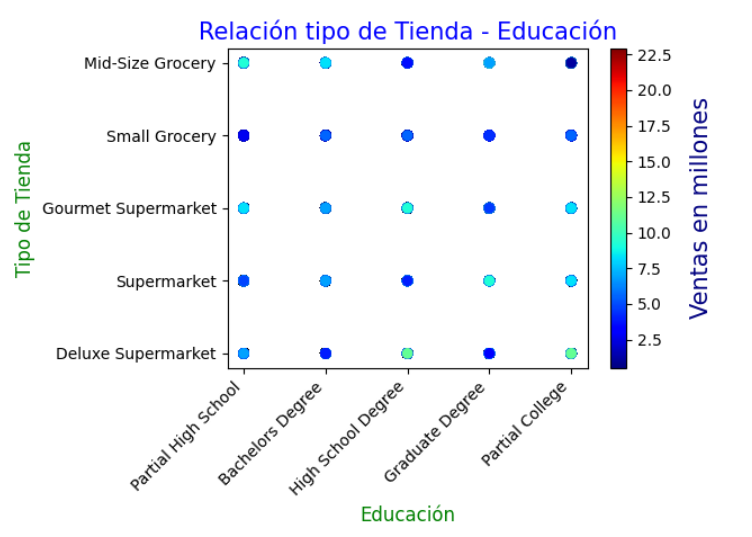 Relación tipo de Tienda - Educación
Tipo de Tienda
Mid-Size Grocery
Small Grocery
Gourmet Supermarket
Supermarket
Deluxe Supermarket
Partial High School
Bachelors Degree
High School Degree
Graduate Degree
Partial College
Educación
22.5
20.0
17.5
15.0
12.5
10.0
7.5
5.0
2.5
Ventas en millones